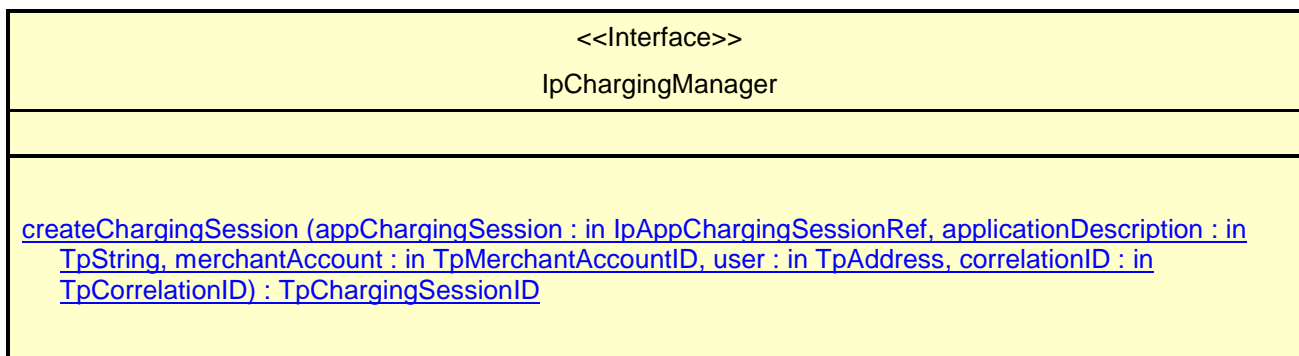 <<Interface>>
IpChargingManager
createChargingSession (appChargingSession : in IpAppChargingSessionRef, applicationDescription : in
TpString, merchantAccount : in TpMerchantAccountID, user : in TpAddress, correlationID : in
TpCorrelationID) : TpChargingSessionID